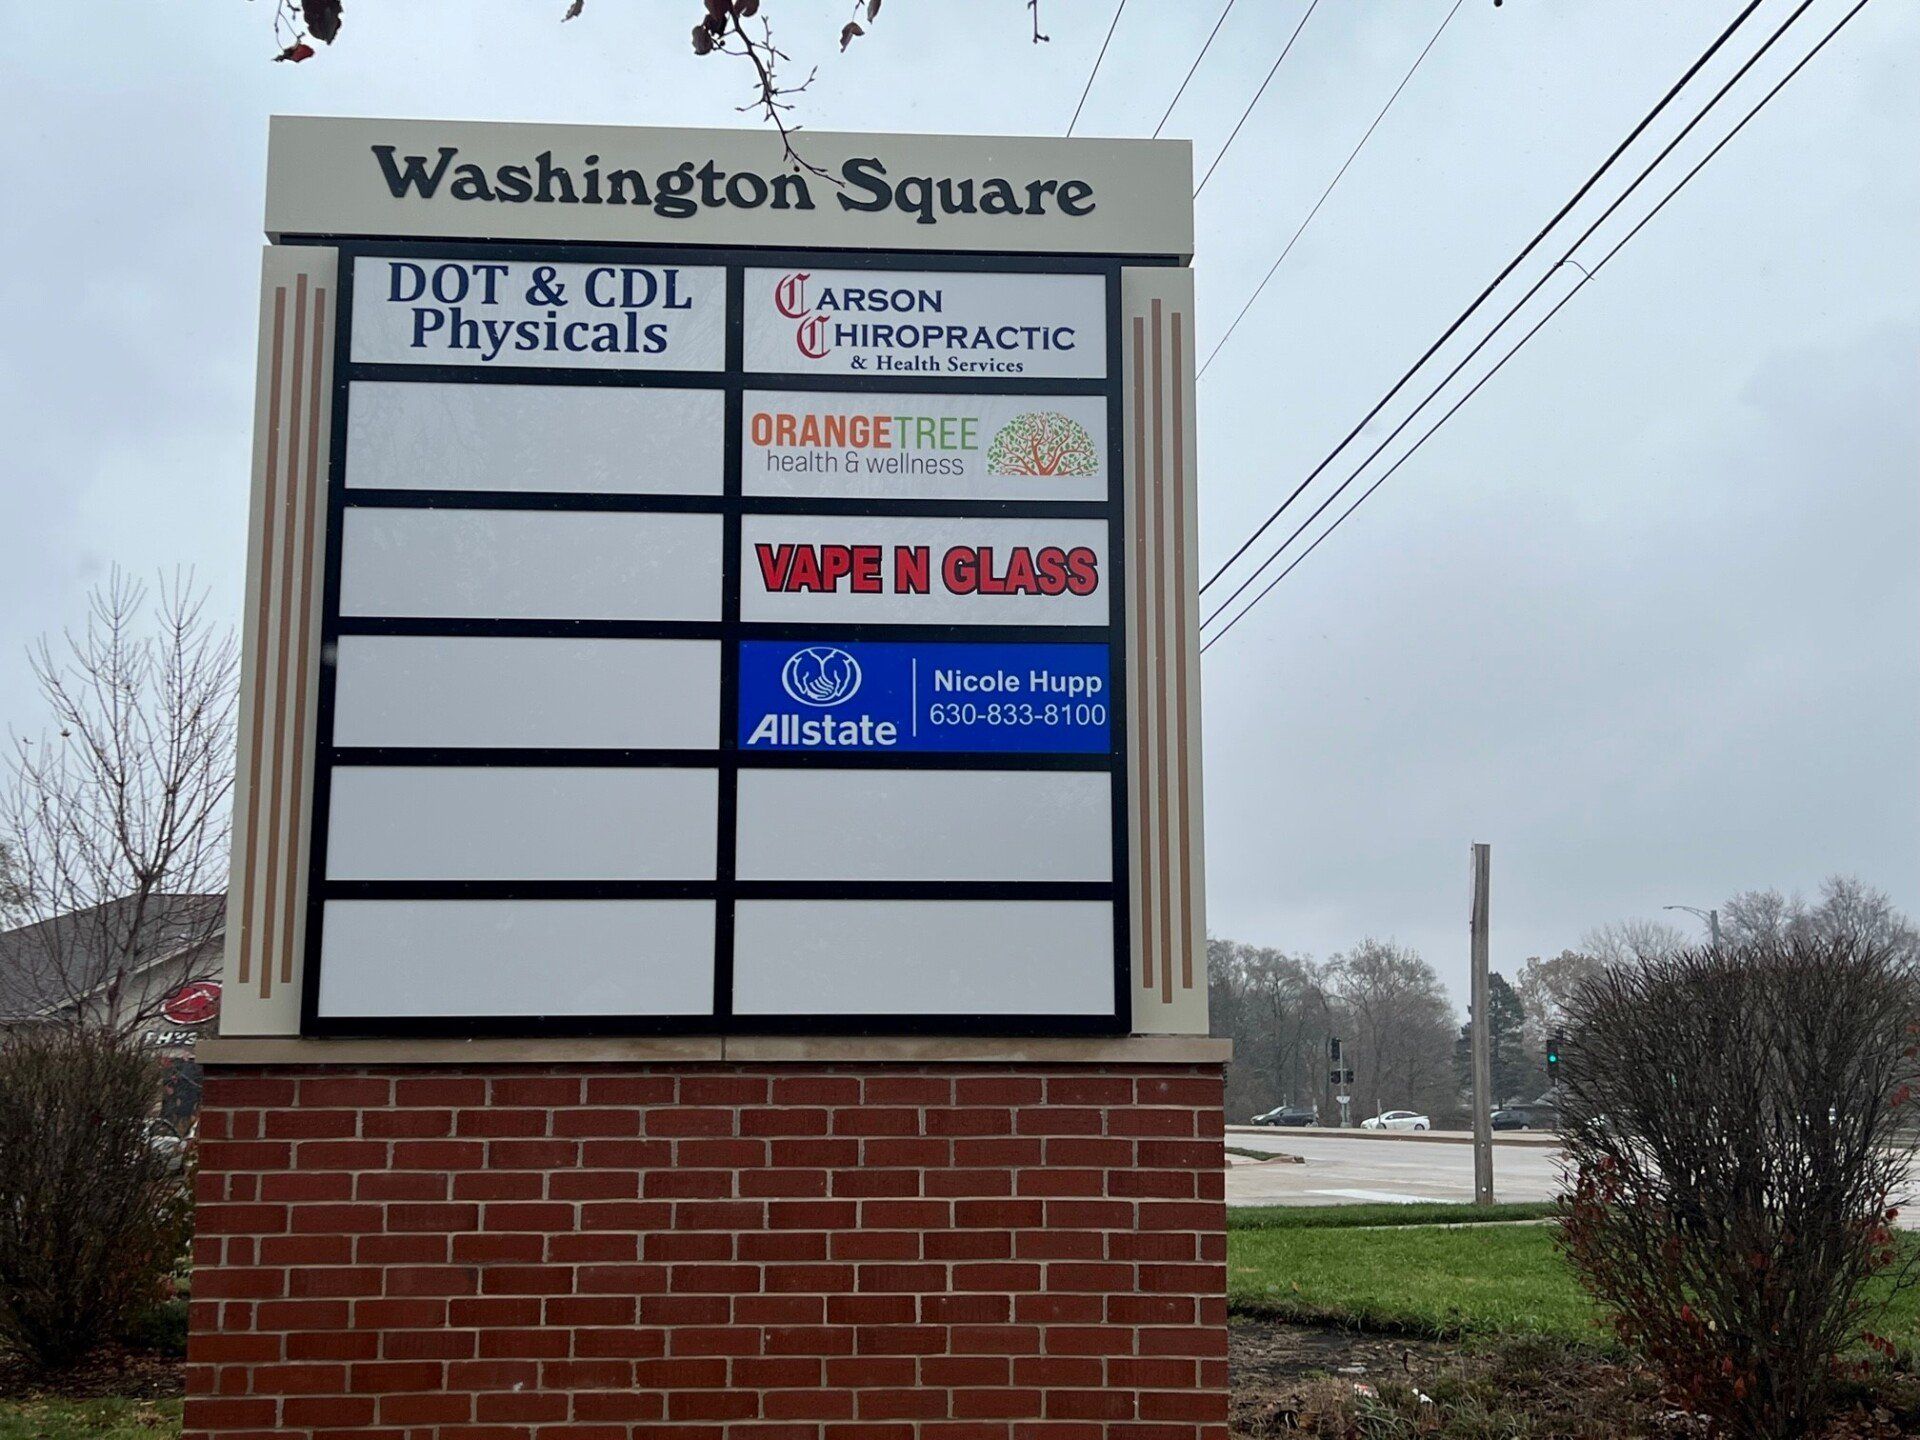 Washington Square
DOT & CDL
Physicals
CARSON
CHIROPRACTIC
& Health Services
ORANGETREE
health & wellness
VAPE N GLASS
Allstate
Nicole Hupp
630-833-8100